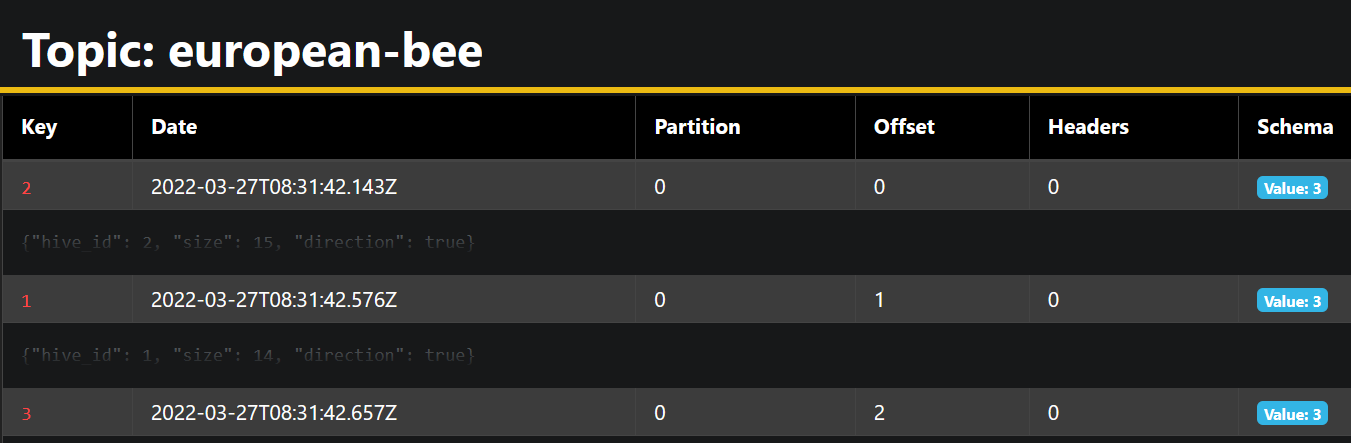 Topic: european-bee
Key Date Partition Offset Headers Schema
2 2022-03-27T08:31:42.143Z 0 0 0 Value: 3
{"hive_id": 2, "size": 15, "direction": true}
1 2022-03-27T08:31:42.576Z 0 1 0 Value: 3
{"hive_id": 1, "size": 14, "direction": true}
3 2022-03-27T08:31:42.657Z 0 2 0 Value: 3